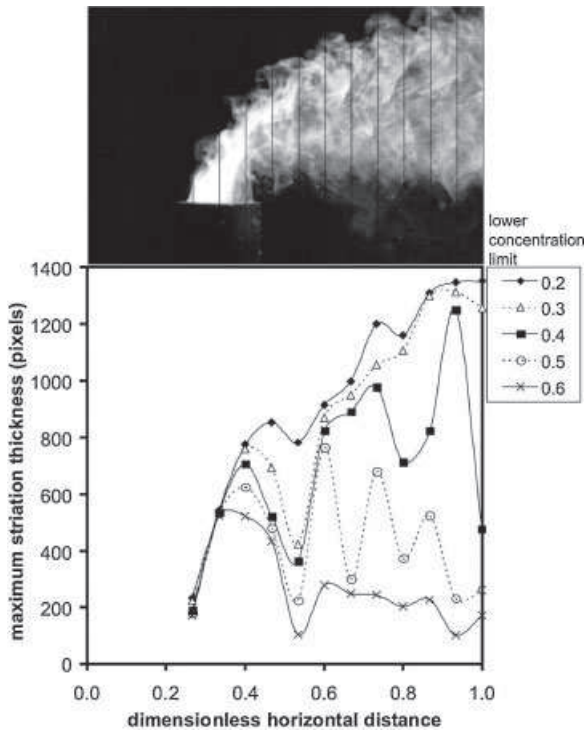 lower
concentration
limit
1400
1200
1000
800
600
400
200
0
maximum striation thickness (pixels)
0.2
0.3
0.4
0.5
0.6
0.0 0.2 0.4 0.6 0.8 1.0
dimensionless horizontal distance